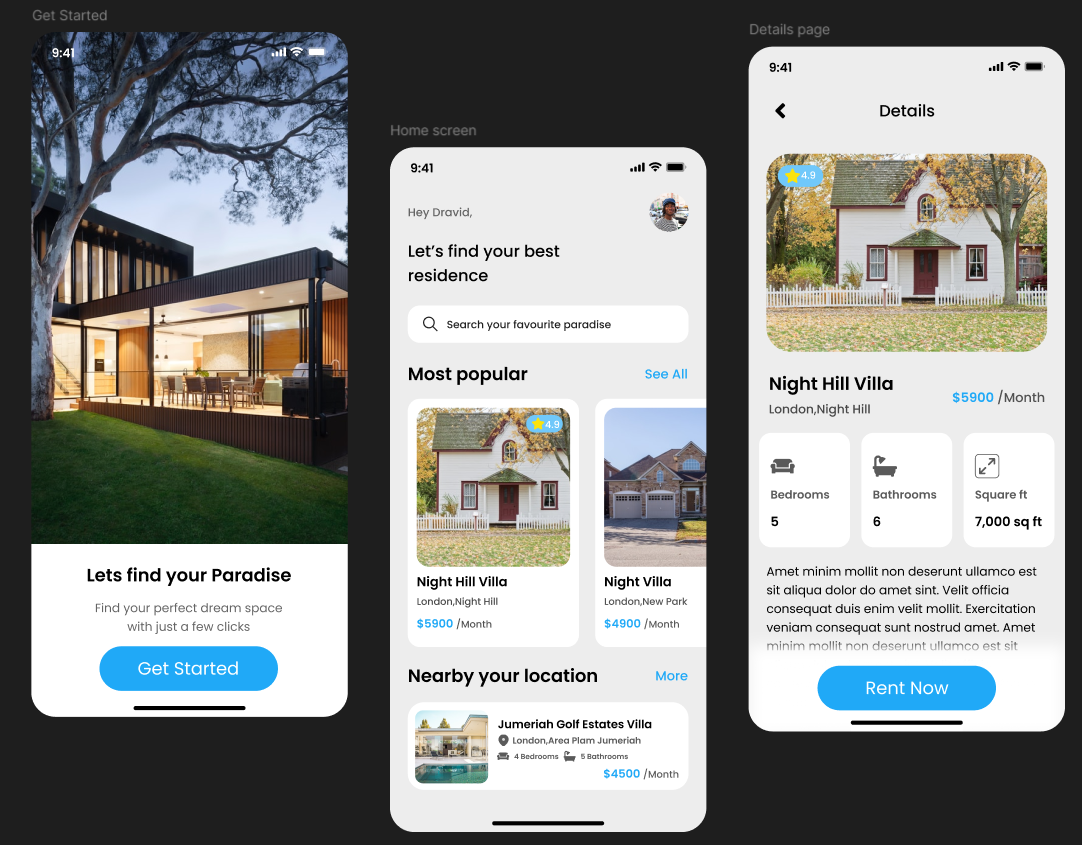 Get Started
9:41
Lets find your Paradise
Find your perfect dream space
with just a few clicks
Get Started
Home screen
9:41
Hey Dravid,
Let's find your best
residence
Search your favourite paradise
Most popular
See All
4.9
Night Hill Villa
London,Night Hill
$5900 /Month
Night Villa
London,New Park
$4900 /Month
Nearby your location
More
Jumeriah Golf Estates Villa
London,Area Plam Jumeriah
4 Bedrooms
5 Bathrooms
$4500 /Month
Details page
9:41
Details
4.9
Night Hill Villa
London,Night Hill
$5900 /Month
Bedrooms
5
Bathrooms
6
Square ft
7,000 sq ft
Amet minim mollit non deserunt ullamco est
sit aliqua dolor do amet sint. Velit officia
consequat duis enim velit mollit. Exercitation
veniam consequat sunt nostrud amet. Amet
minim mollit non deserunt ullamco est sit
Rent Now